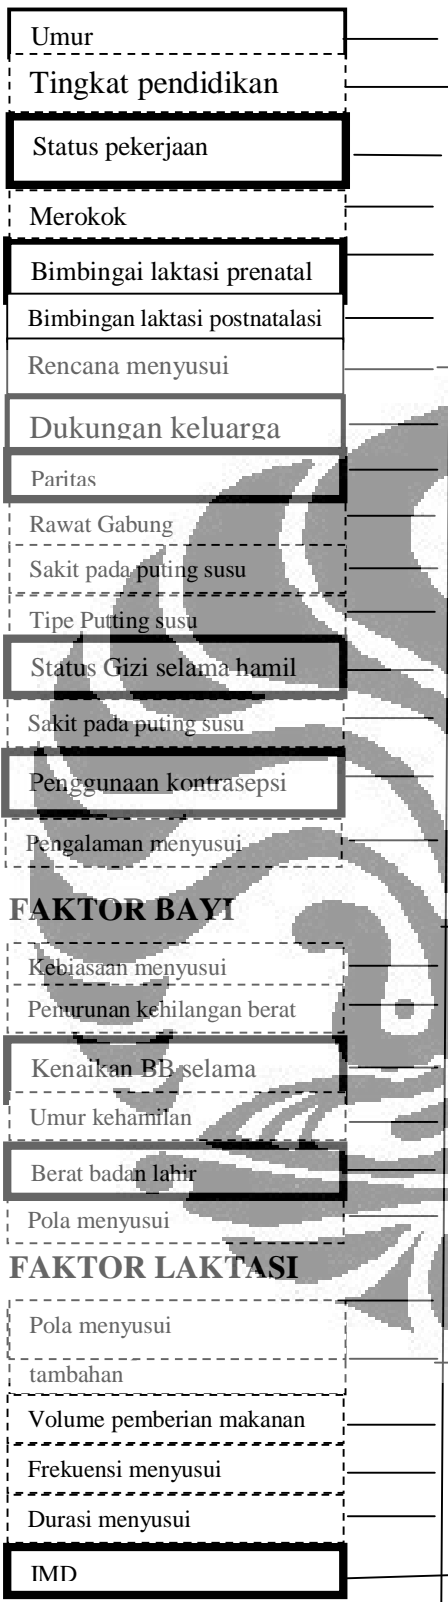 Umur
Tingkat pendidikan
Status pekerjaan
Merokok
Bimbingai laktasi prenatal
Bimbingan laktasi postnatalasi
Rencana menyusui
Dukungan keluarga
Paritas
Rawat Gabung
Sakit pada puting susu
Tipe Putting susu
Status Gizi selama hamil
Sakit pada puting susu
Penggunaan kontrasepsi
Pengalaman menyusui
FAKTOR BAYI
Kebiasaan menyusui
Penurunan kehilangan berat
Kenaikan BB selama
Umur kehamilan
Berat badan lahir
Pola menyusui
FAKTOR LAKTASI
Pola menyusui
tambahan
Volume pemberian makanan
Frekuensi menyusui
Durasi menyusui
IMD